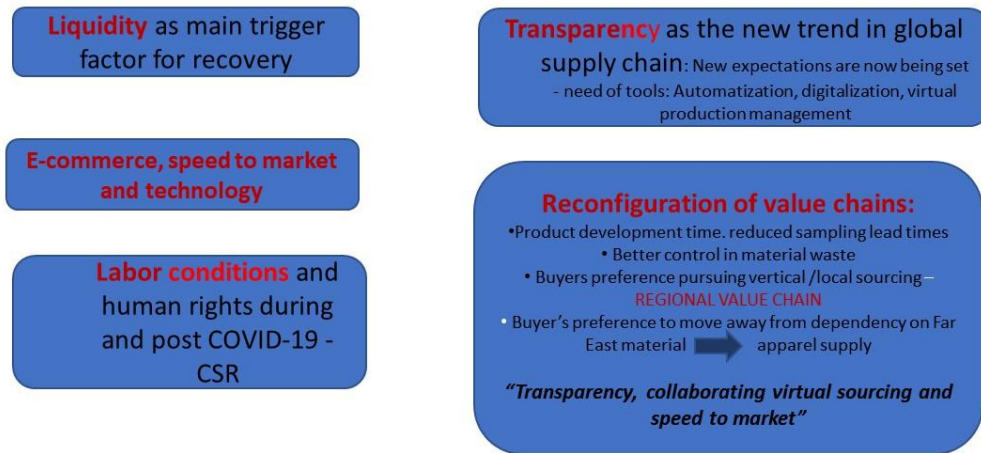 Liquidity as main trigger
factor for recovery
E-commerce, speed to market
and technology
Labor conditions and
human rights during
and post COVID-19 -
CSR
Transparency as the new trend in global
supply chain: New expectations are now being set
- need of tools: Automatization, digitalization, virtual
production management
Reconfiguration of value chains:
•Product development time. reduced sampling lead times
• Better control in material waste
• Buyers preference pursuing vertical /local sourcing –
REGIONAL VALUE CHAIN
• Buyer's preference to move away from dependency on Far
East material apparel supply
"Transparency, collaborating virtual sourcing and
speed to market"